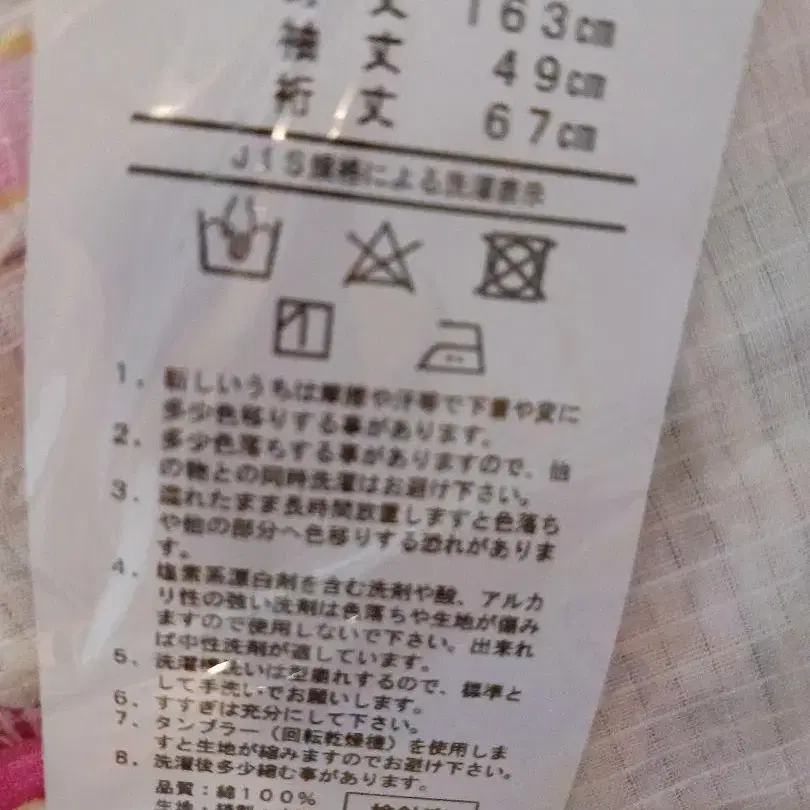 丈 163cm
袖丈 49cm
裄丈 67cm
JIS規格による洗濯表示
1. 新しいうちは摩擦や汗等で下着や皮に
多少色移りする事があります。
2. 多少色落ちする事がありますので、他
の物との同時洗濯はお避け下さい。
3. 濡れたまま長時間放置しますと色落ち
や他の部分へ色移りする恐れがありま
す。
4. 塩素系漂白剤を含む洗剤や酸、アルカ
リ性の強い洗剤は色落ちや生地が傷み
ますので使用しないで下さい。出来れ
ば中性洗剤が適しています。
5. 洗濯機洗いは型崩れするので、標準と
して手洗いでお願いします。
6. すすぎは充分にして下さい。
7. タンブラー（回転乾燥機）を使用しま
すと生地が縮みますのでお避け下さい。
8. 洗濯後多少縮む事があります。
品質：綿100%
生地・縫製